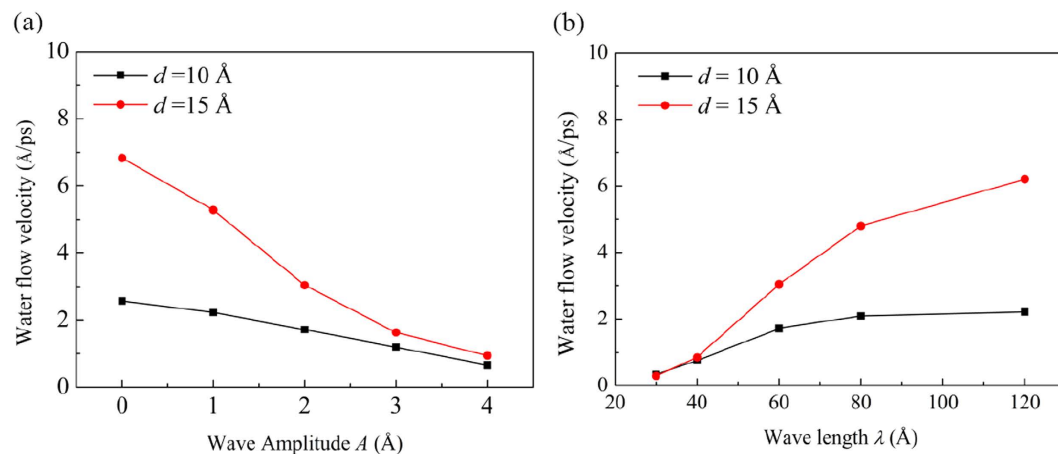 (a)
10
8
6
4
2
0
Water flow velocity (Å/ps)
d =10 Å
d =15 Å
0 1 2 3 4
Wave Amplitude A (Å)
(b)
10
8
6
4
2
0
Water flow velocity (Å/ps)
d = 10 Å
d = 15 Å
20 40 60 80 100 120
Wave length λ (Å)